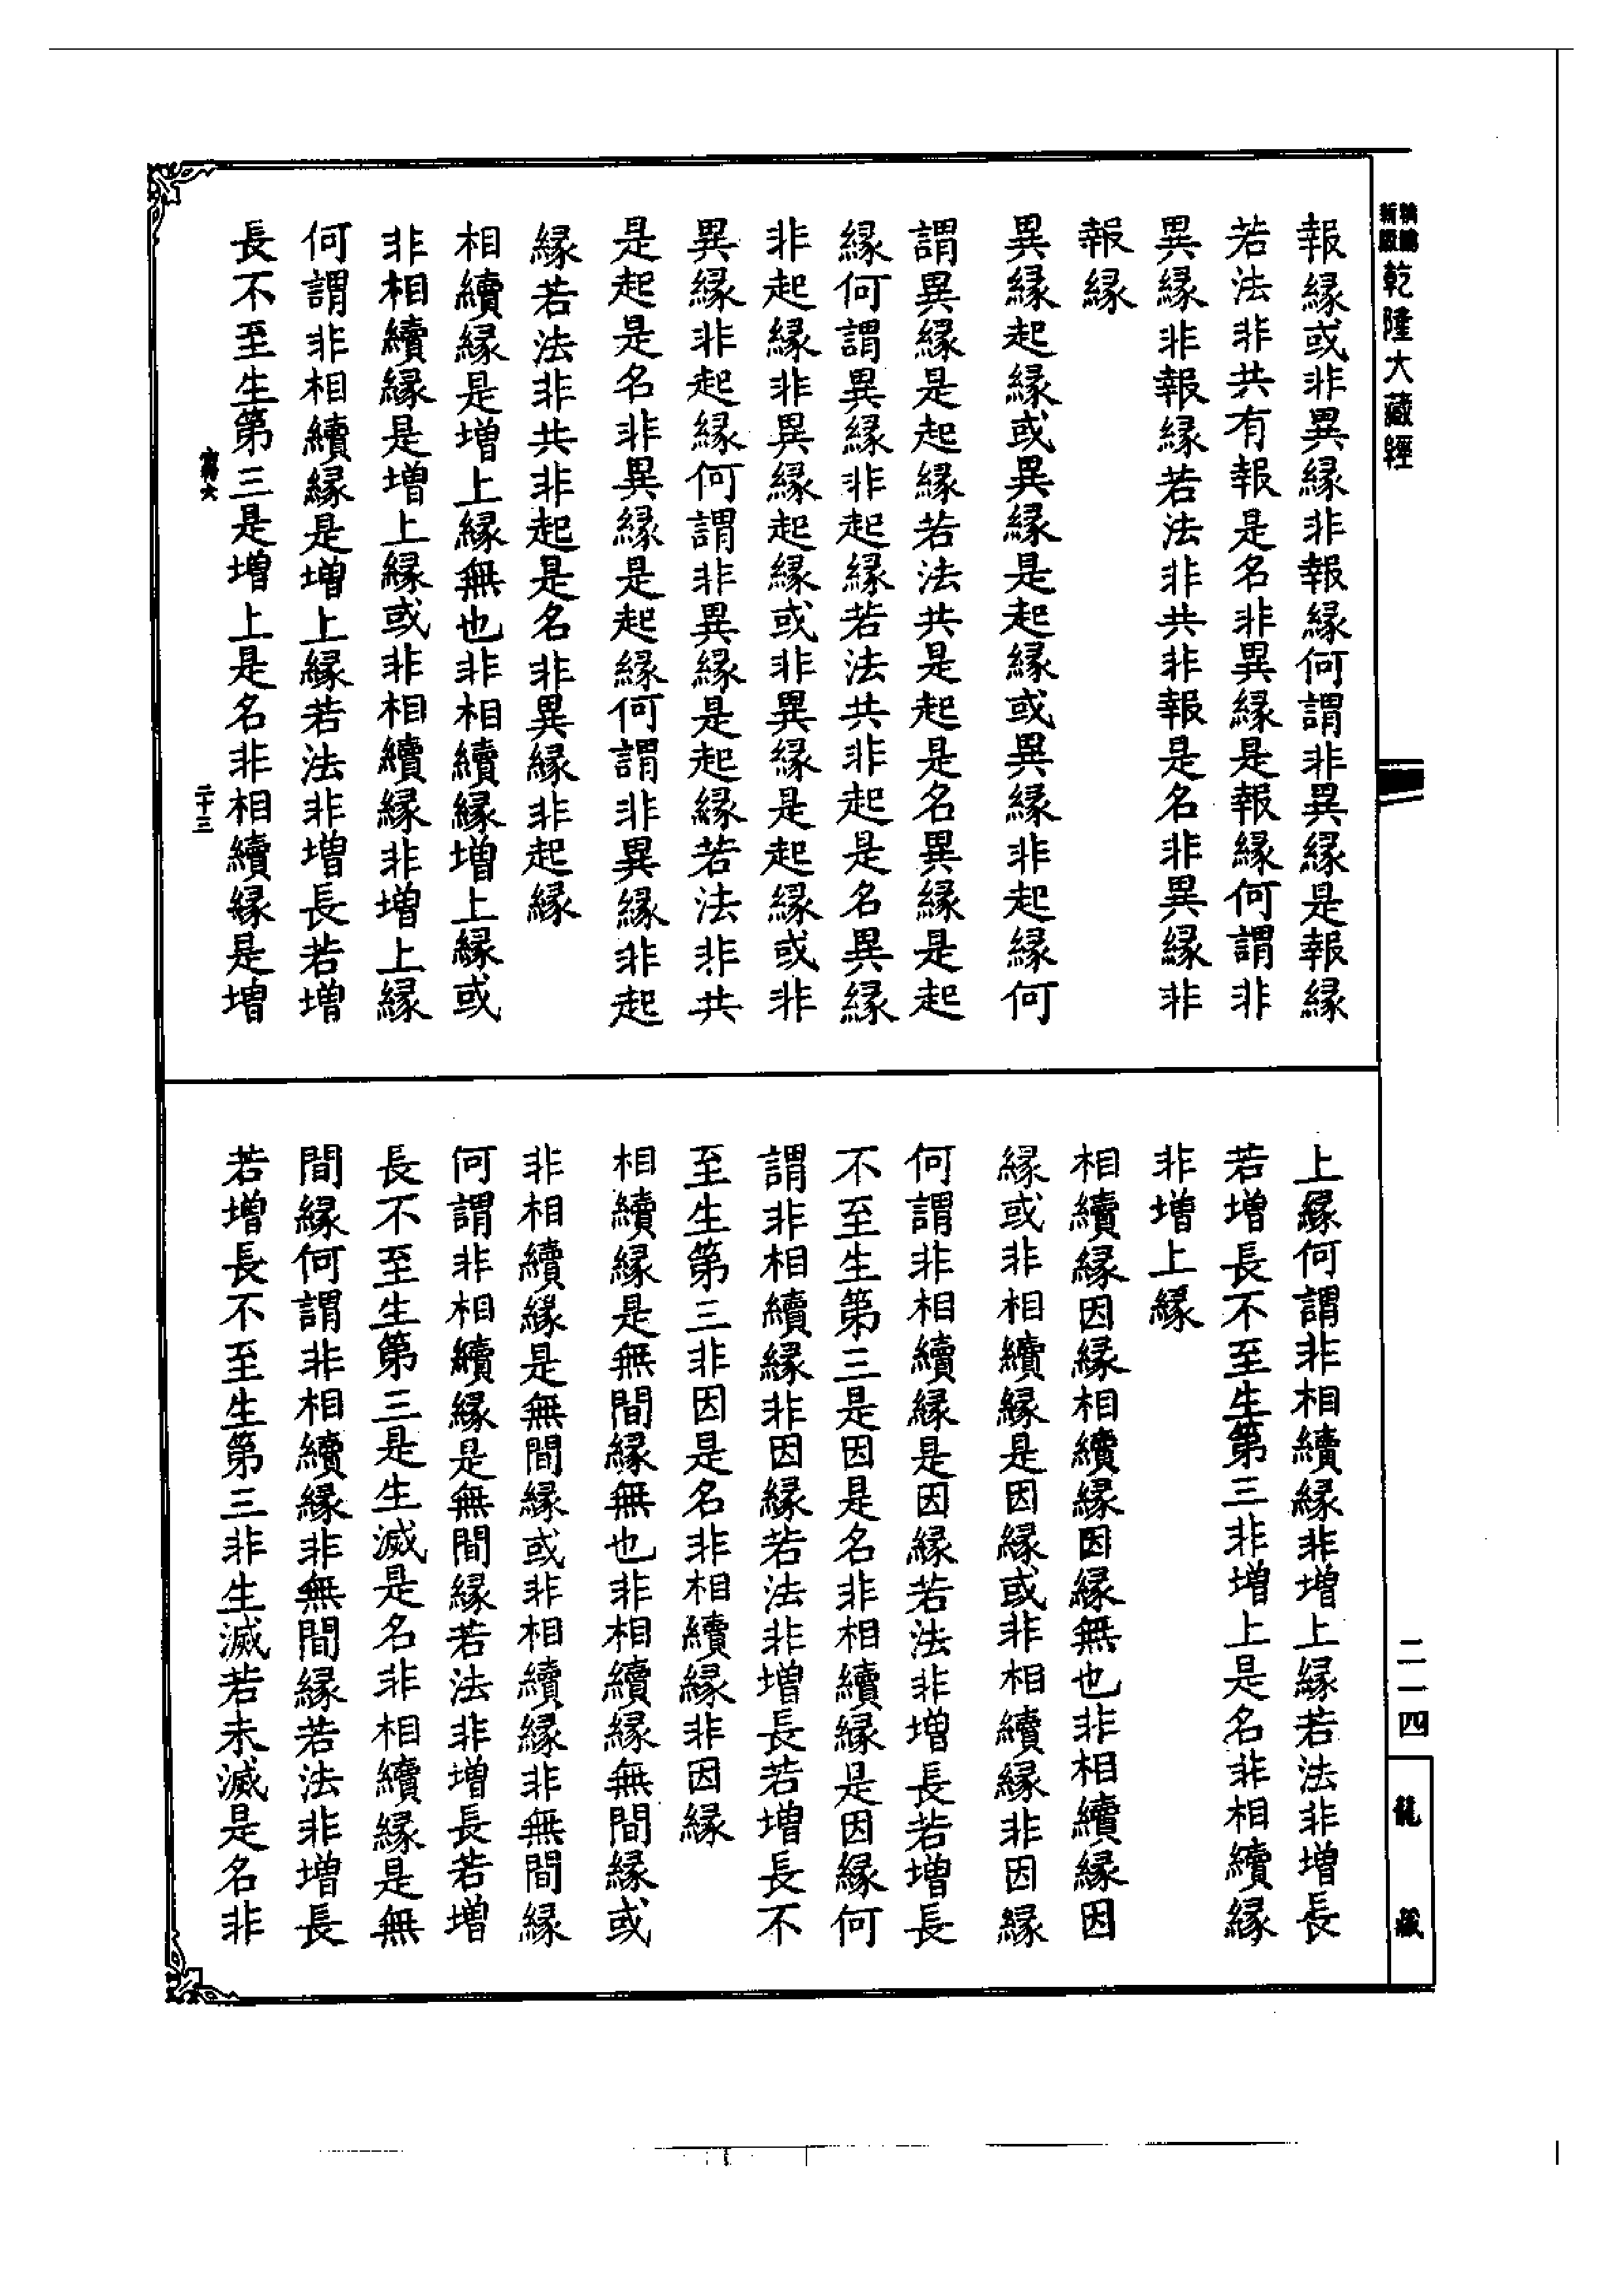 新版
乾隆大藏經
報緣或非異緣非報緣何謂非異緣是報緣
若法非共有報是名非異緣是報緣何謂非
異緣非報緣若法非共非報是名非異緣非
報緣
異緣起緣或異緣是起緣或異緣非起緣何
謂異緣是起緣若法共是起是名異緣是起
緣何謂異緣非起緣若法共非起是名異緣
非起緣非異緣起緣或非異緣是起緣或非
異緣非起緣何謂非異緣是起緣若法非共
是起是名非異緣是起緣何謂非異緣非起
緣若法非共非起是名非異緣非起緣
相續緣是增上緣無也非相續緣增上緣或
非相續緣是增上緣或非相續緣非增上緣
何謂非相續緣是增上緣若法非增長若增
長不至生第三是增上是名非相續緣是增
二十三
上緣何謂非相續緣非增上緣若法非增長
若增長不至生第三非增上是名非相續緣
非增上緣
相續緣因緣相續緣因緣無也非相續緣因
緣或非相續緣是因緣或非相續緣非因緣
何謂非相續緣是因緣若法非增長若增長
不至生第三是因是名非相續緣是因緣何
謂非相續緣非因緣若法非增長若增長不
至生第三非因是名非相續緣非因緣
相續緣是無間緣無也非相續緣無間緣或
非相續緣是無間緣或非相續緣非無間緣
何謂非相續緣是無間緣若法非增長若增
長不至生第三是生滅是名非相續緣是無
間緣何謂非相續緣非無間緣若法非增長
若增長不至生第三非生滅若未滅是名非
二一四
龍藏